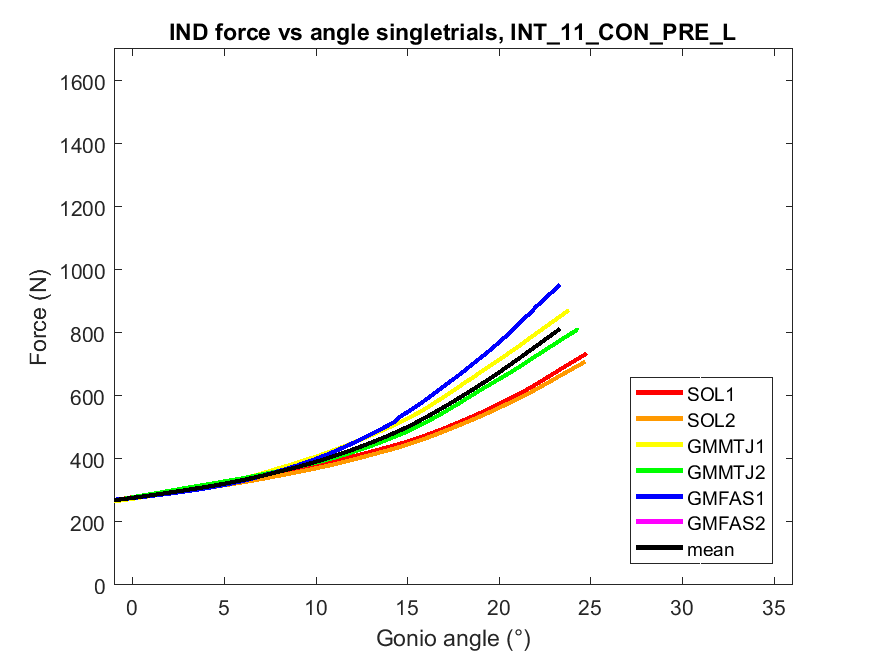 IND force vs angle singletrials, INT_11_CON_PRE_L
1600
1400
1200
1000
800
600
400
200
0
Force (N)
0 5 10 15 20 25 30 35
Gonio angle (°)
SOL1
SOL2
GMMTJ1
GMMTJ2
GMFAS1
GMFAS2
mean